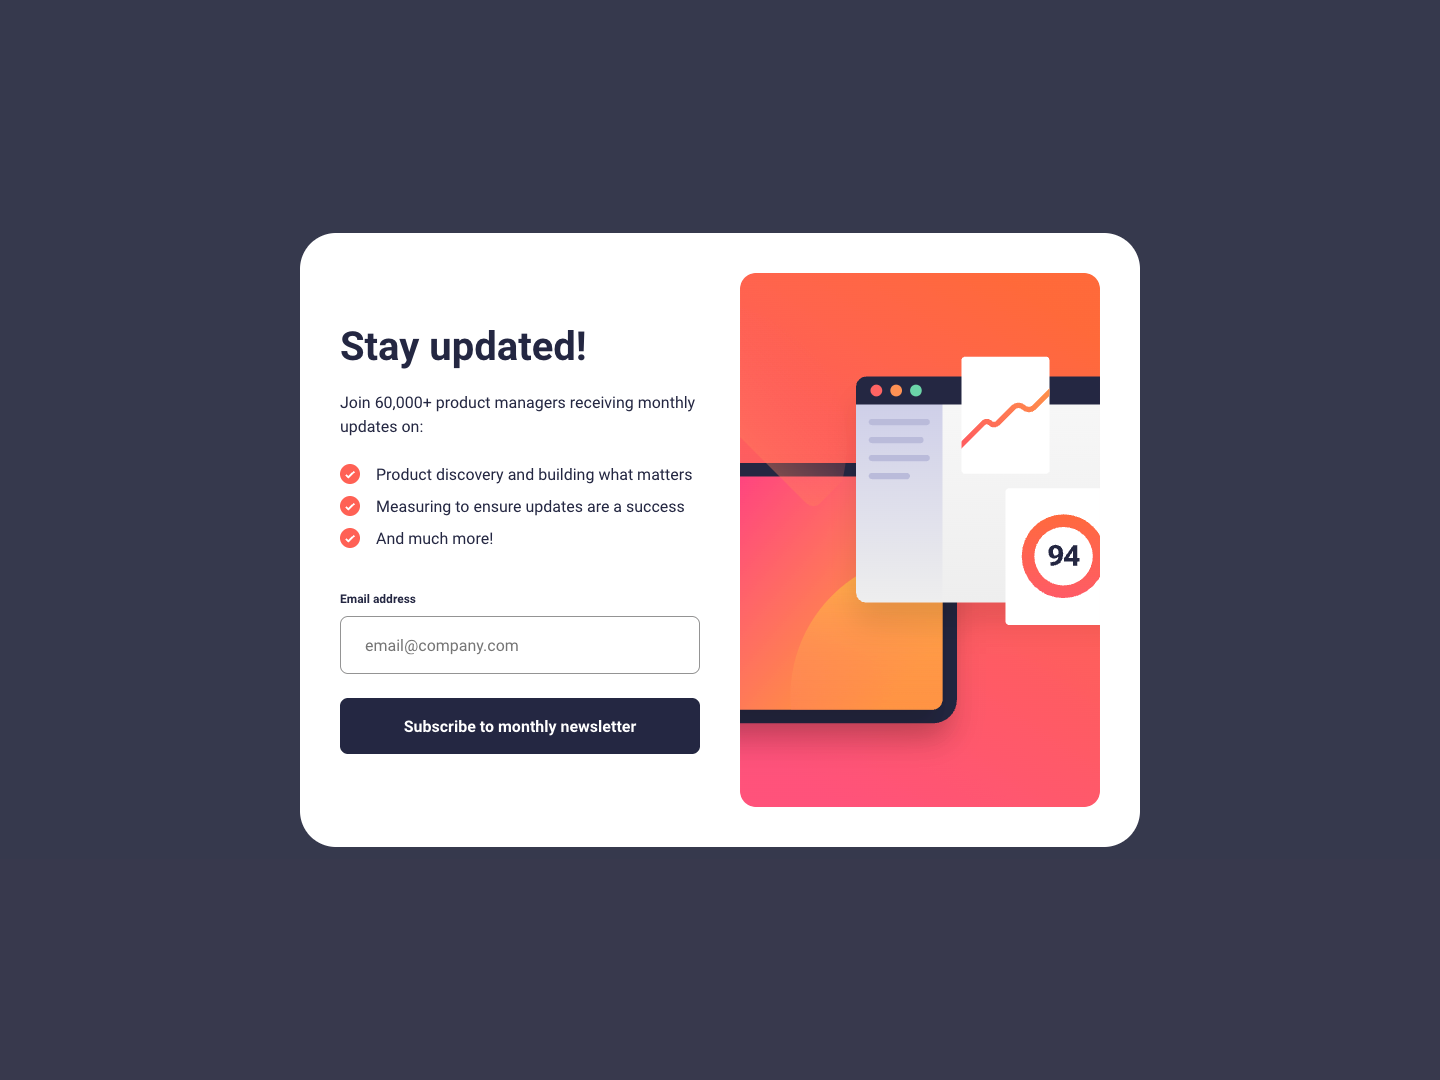 Stay updated!
Join 60,000+ product managers receiving monthly
updates on:
Product discovery and building what matters
Measuring to ensure updates are a success
And much more!
Email address
email@company.com
Subscribe to monthly newsletter
94